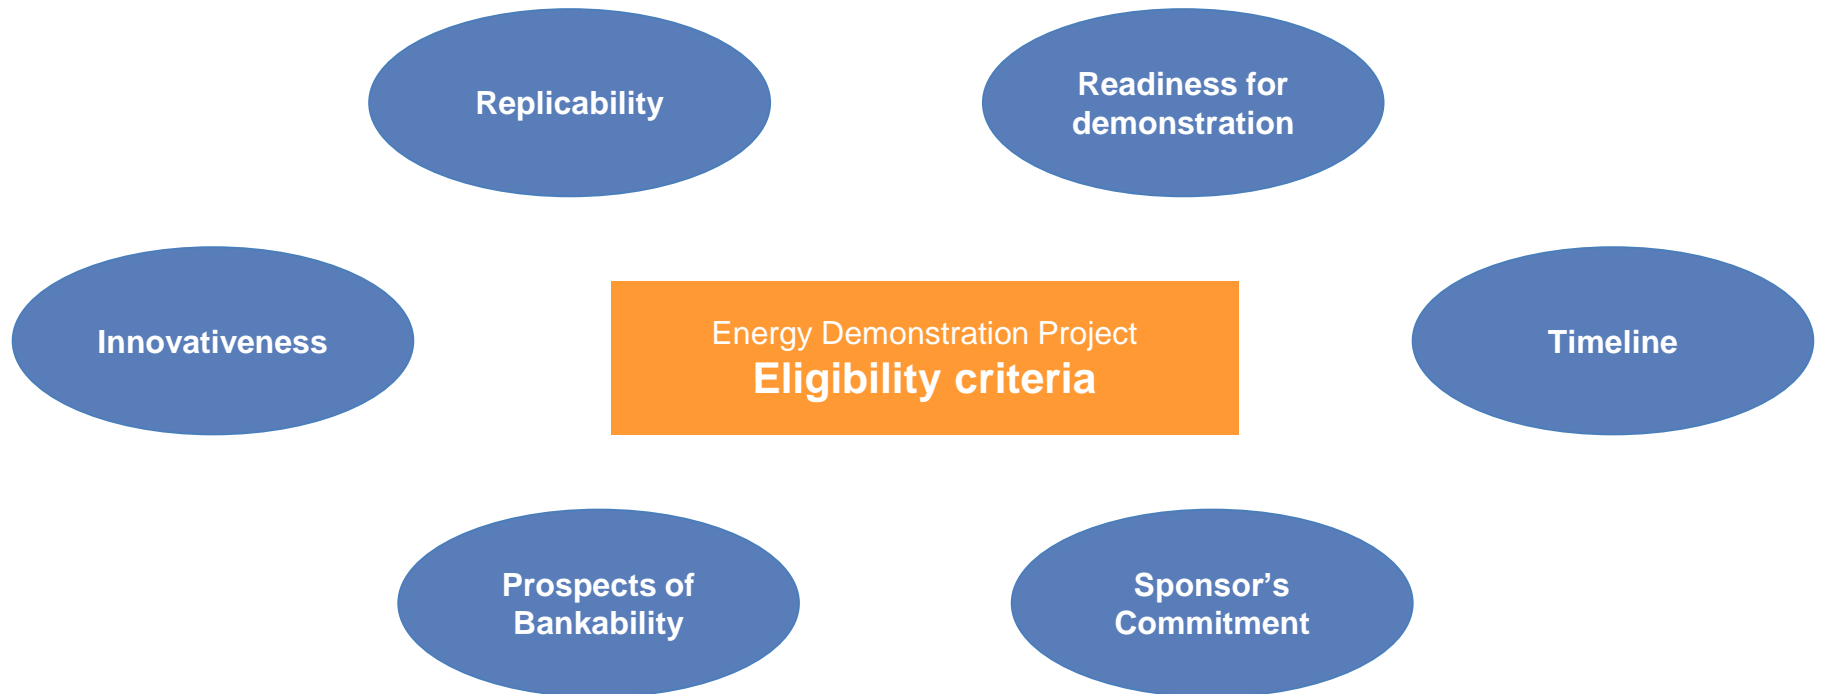 Replicability
Readiness for
demonstration
Innovativeness
Energy Demonstration Project
Eligibility criteria
Timeline
Prospects of
Bankability
Sponsor’s
Commitment